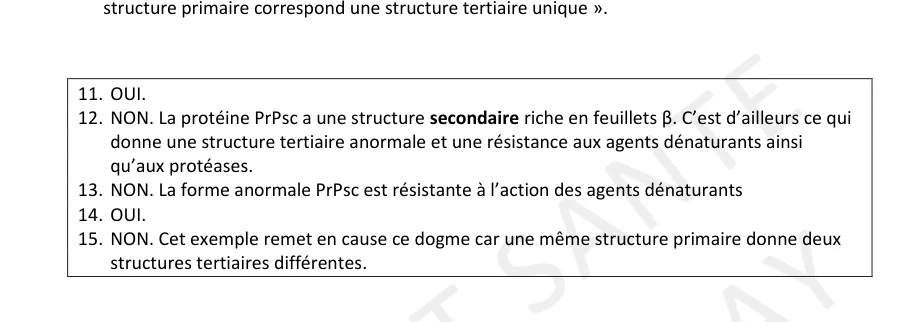 structure primaire correspond une structure tertiaire unique ».
11. OUI.
12. NON. La protéine PrPsc a une structure secondaire riche en feuillets β. C’est d’ailleurs ce qui
donne une structure tertiaire anormale et une résistance aux agents dénaturants ainsi
qu’aux protéases.
13. NON. La forme anormale PrPsc est résistante à l’action des agents dénaturants
14. OUI.
15. NON. Cet exemple remet en cause ce dogme car une même structure primaire donne deux
structures tertiaires différentes.
T SANTE
AY